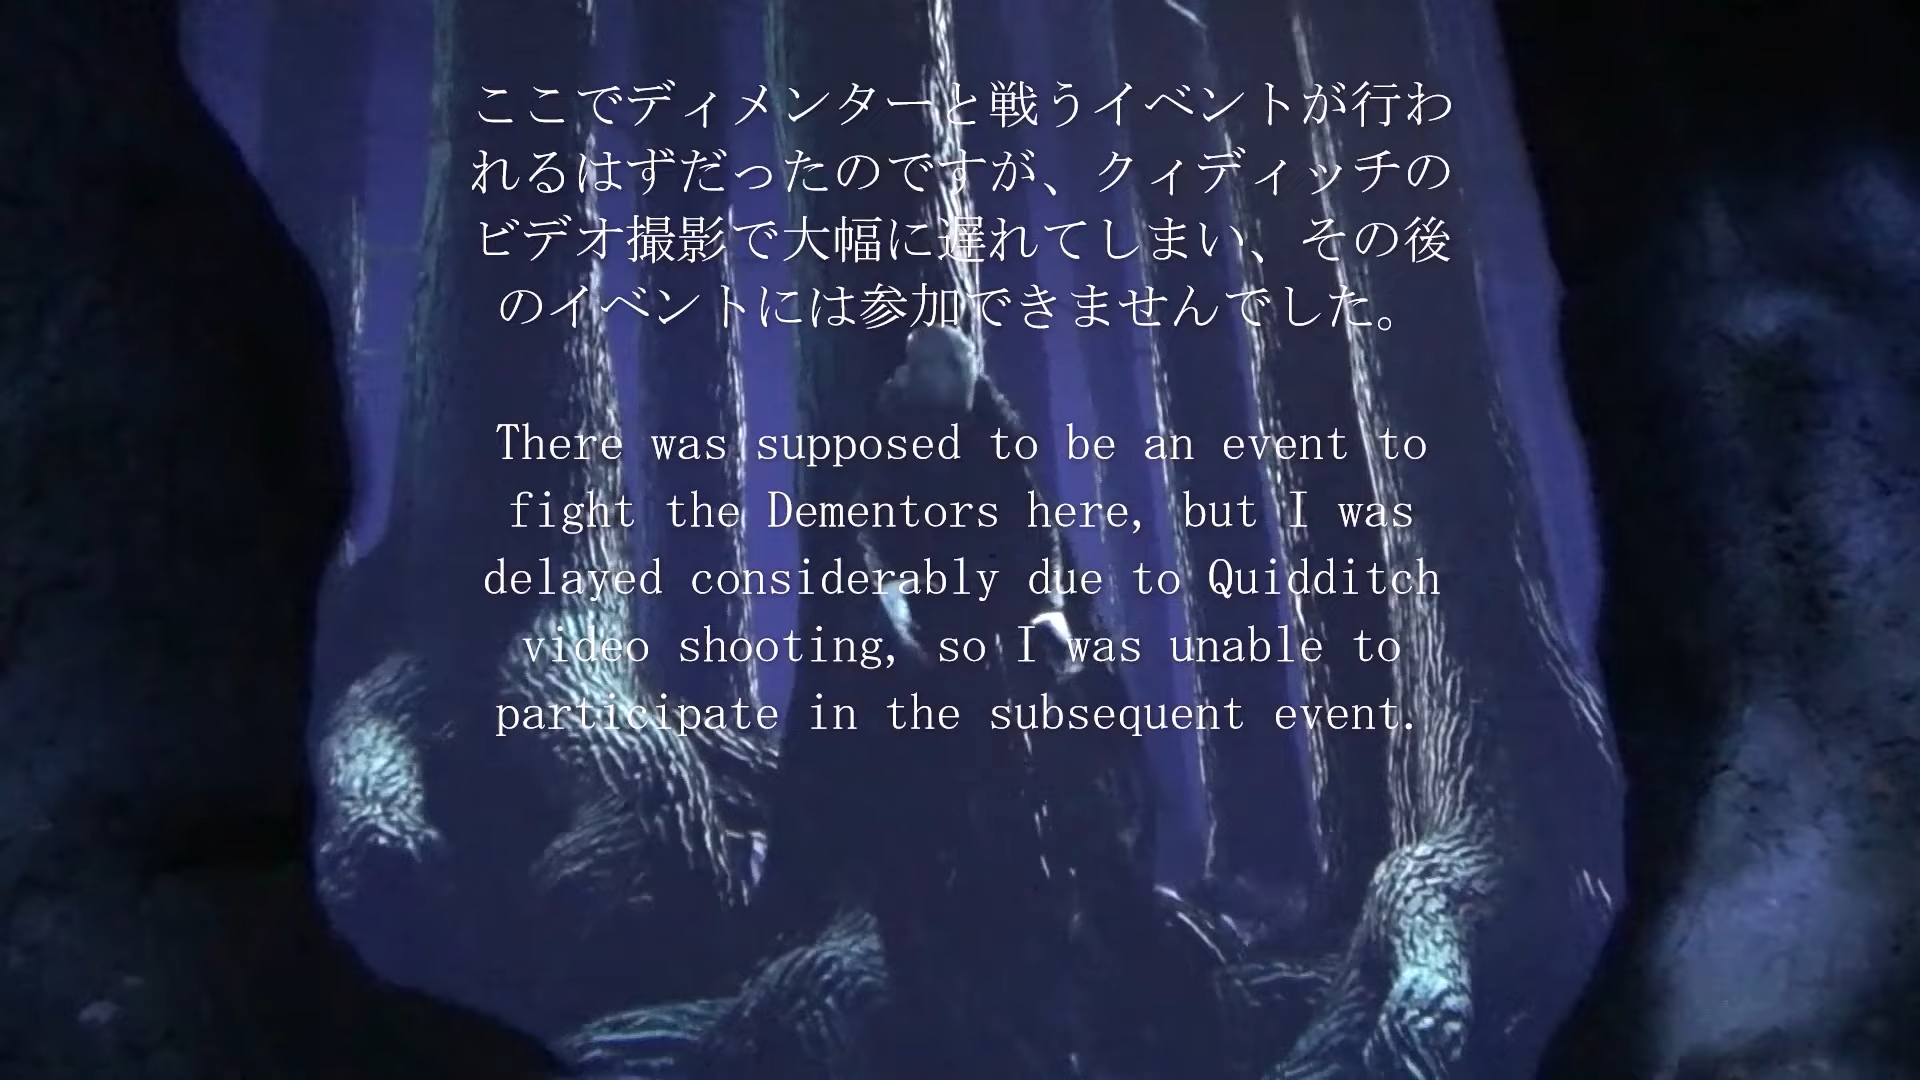 ここでディメンターと戦うイベントが行わ
れるはずだったのですが、クィディッチの
ビデオ撮影で大幅に遅れてしまい、その後
のイベントには参加できませんでした。
There was supposed to be an event to
fight the Dementors here, but I was
delayed considerably due to Quidditch
video shooting, so I was unable to
participate in the subsequent event.